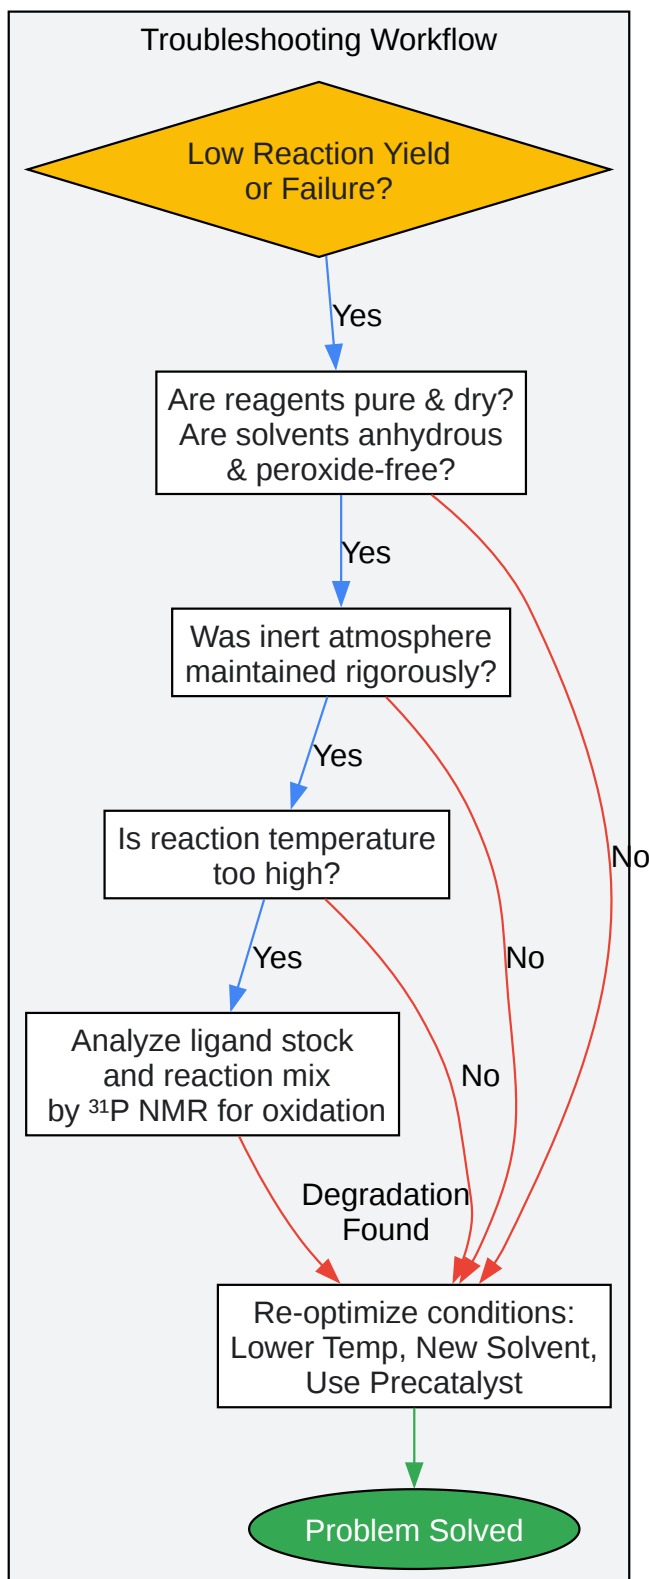 Troubleshooting Workflow
Low Reaction Yield
or Failure?
Yes
Are reagents pure & dry?
Are solvents anhydrous
& peroxide-free?
Yes
Was inert atmosphere
maintained rigorously?
Yes
Is reaction temperature
too high?
No
Yes
No
Analyze ligand stock
and reaction mix
by ³¹P NMR for oxidation
No
Degradation
Found
Re-optimize conditions:
Lower Temp, New Solvent,
Use Precatalyst
Problem Solved